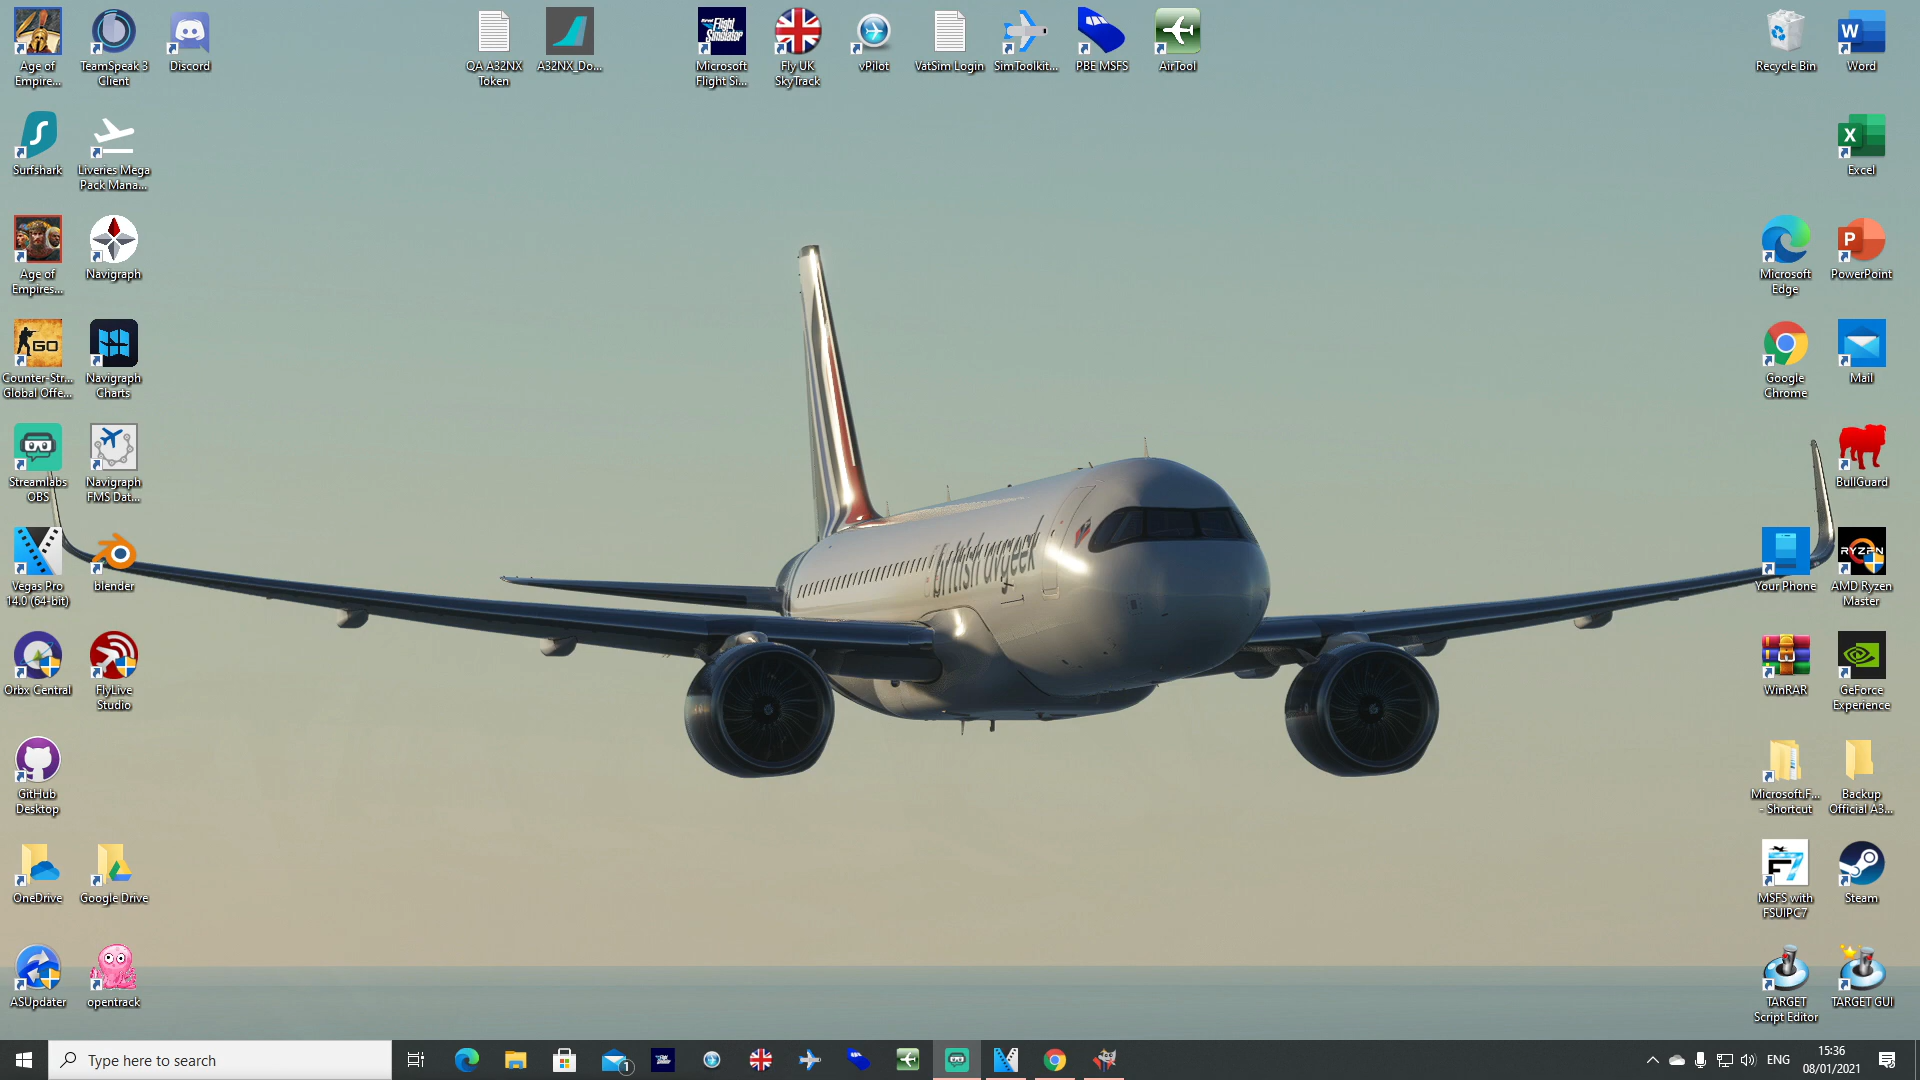 Age of
Empire...
TeamSpeak 3
Client
Discord
QA A32NX
Token
A32NX_Do...
Microsoft
Flight Si...
Fly UK
SkyTrack
vPilot
VatSim Login
SimToolkit...
PBE MSFS
AirTool
Recycle Bin
Word
Surfshark
Liveries Mega
Pack Mana...
Excel
Age of
Empires...
Navigraph
Microsoft
Edge
PowerPoint
Counter-Str...
Global Offe...
Navigraph
Charts
Google
Chrome
Mail
Streamlabs
OBS
Navigraph
FMS Dat...
BullGuard
Vegas Pro
14.0 (64-bit)
blender
british avgeek
Your Phone
RYZEN
AMD Ryzen
Master
Orbx Central
FlyLive
Studio
WinRAR
GeForce
Experience
GitHub
Desktop
Microsoft.F...
- Shortcut
Backup
Official A3...
OneDrive
Google Drive
MSFS with
FSUIPC7
Steam
ASUpdater
opentrack
TARGET
Script Editor
TARGET GUI
Type here to search
1
ENG
15:36
08/01/2021